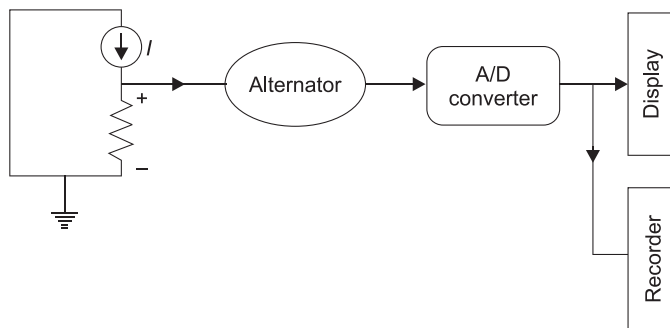 I
+
−
Alternator
A/D
converter
Display
Recorder